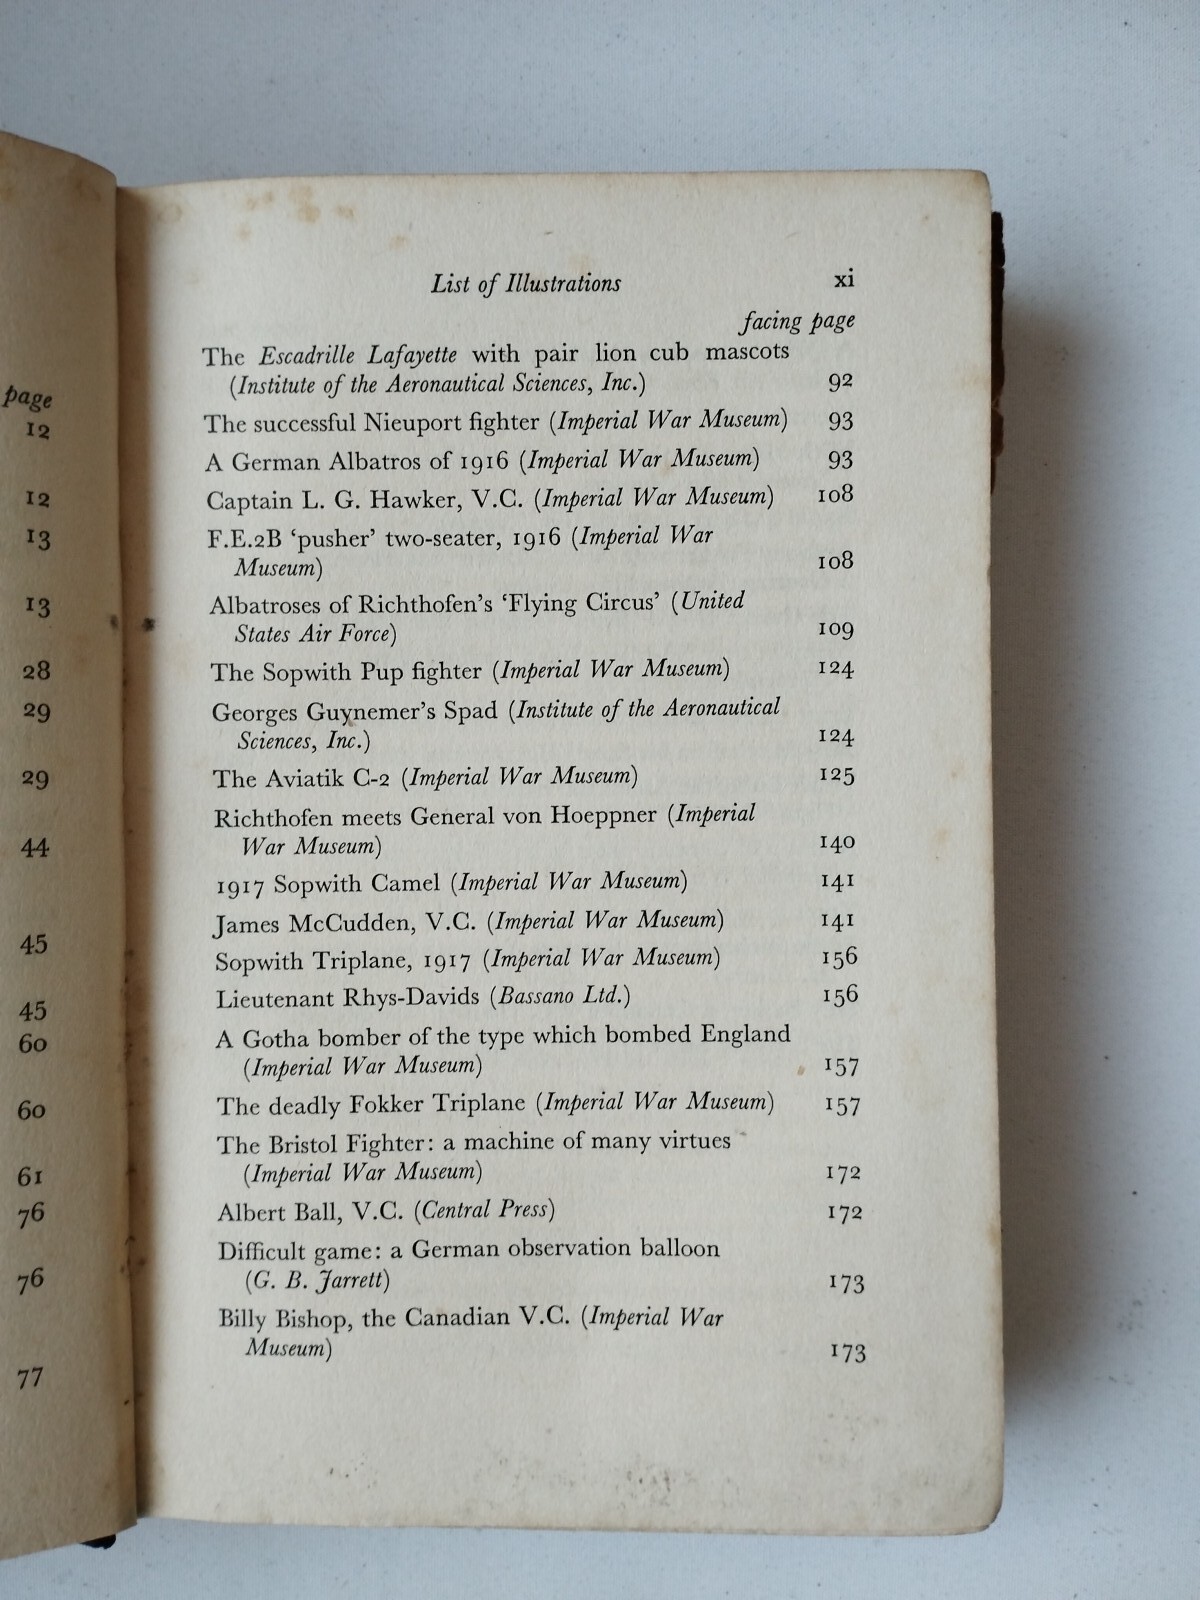 page
12
12
13
13
28
29
29
44
45
45
60
60
61
76
76
77
List of Illustrations xi
facing page
The Escadrille Lafayette with pair lion cub mascots
(Institute of the Aeronautical Sciences, Inc.) 92
The successful Nieuport fighter (Imperial War Museum) 93
A German Albatros of 1916 (Imperial War Museum) 93
Captain L. G. Hawker, V.C. (Imperial War Museum) 108
F.E.2B ‘pusher’ two-seater, 1916 (Imperial War
Museum) 108
Albatroses of Richthofen’s ‘Flying Circus’ (United
States Air Force) 109
The Sopwith Pup fighter (Imperial War Museum) 124
Georges Guynemer’s Spad (Institute of the Aeronautical
Sciences, Inc.) 124
The Aviatik C-2 (Imperial War Museum) 125
Richthofen meets General von Hoeppner (Imperial
War Museum) 140
1917 Sopwith Camel (Imperial War Museum) 141
James McCudden, V.C. (Imperial War Museum) 141
Sopwith Triplane, 1917 (Imperial War Museum) 156
Lieutenant Rhys-Davids (Bassano Ltd.) 156
A Gotha bomber of the type which bombed England
(Imperial War Museum) 157
The deadly Fokker Triplane (Imperial War Museum) 157
The Bristol Fighter: a machine of many virtues
(Imperial War Museum) 172
Albert Ball, V.C. (Central Press) 172
Difficult game: a German observation balloon
(G. B. Jarrett) 173
Billy Bishop, the Canadian V.C. (Imperial War
Museum) 173